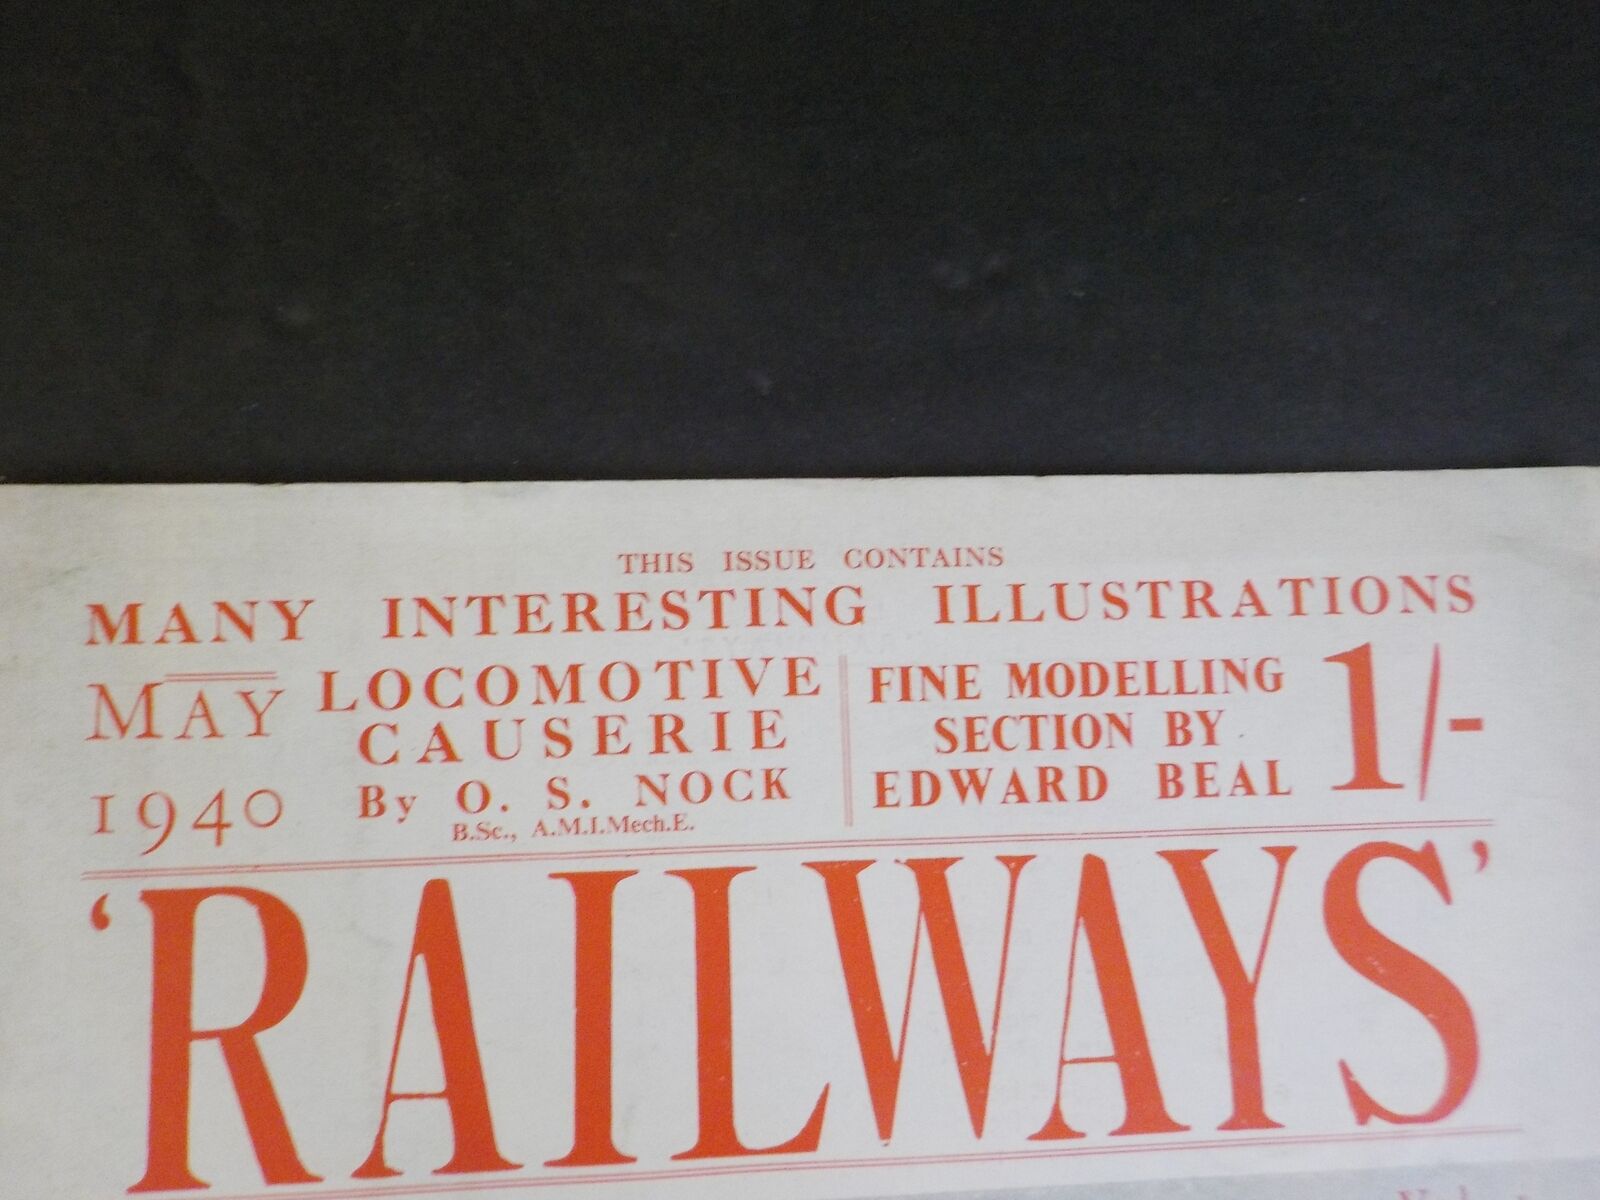 THIS ISSUE CONTAINS
MANY INTERESTING ILLUSTRATIONS
MAY
1940
LOCOMOTIVE
CAUSERIE
By O. S. NOCK
B.Sc., A.M.I.Mech.E.
FINE MODELLING
SECTION BY
EDWARD BEAL
1/-
‘RAILWAYS’